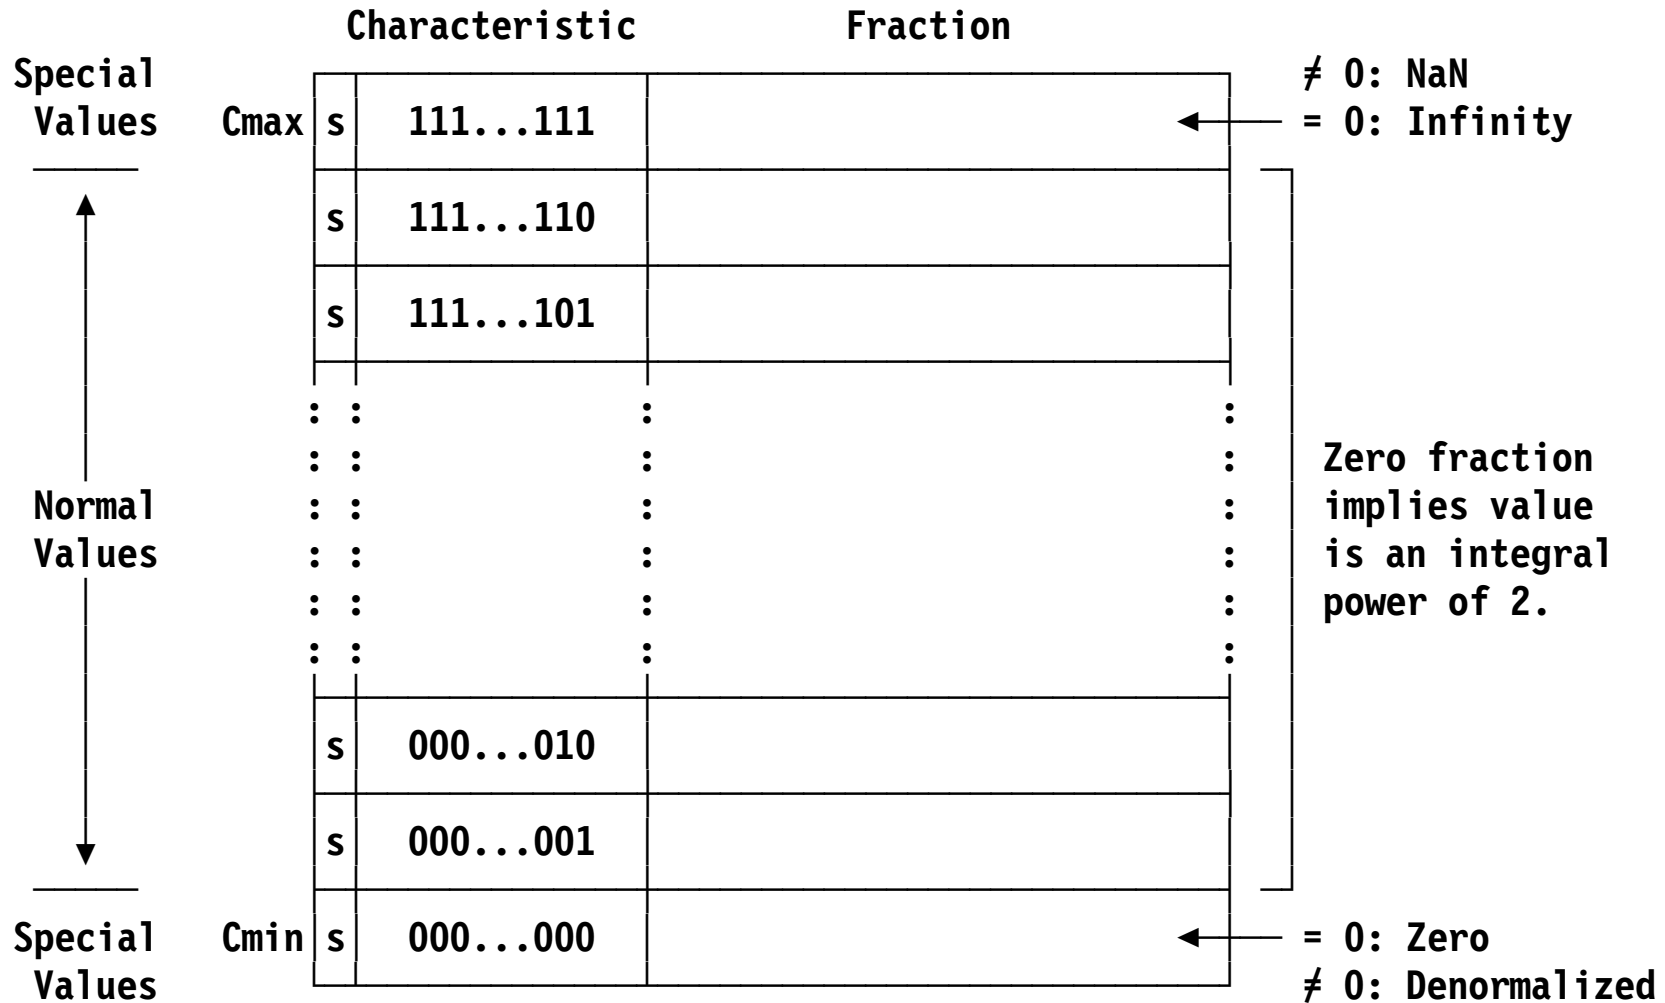 Characteristic Fraction
Special ≠ 0: NaN
Values Cmax s 111...111 = 0: Infinity
s 111...110
s 111...101
: : : :
: : : : Zero fraction
Normal : : : : implies value
Values : : : : is an integral
: : : : power of 2.
: : : :
s 000...010
s 000...001
Special Cmin s 000...000 = 0: Zero
Values ≠ 0: Denormalized